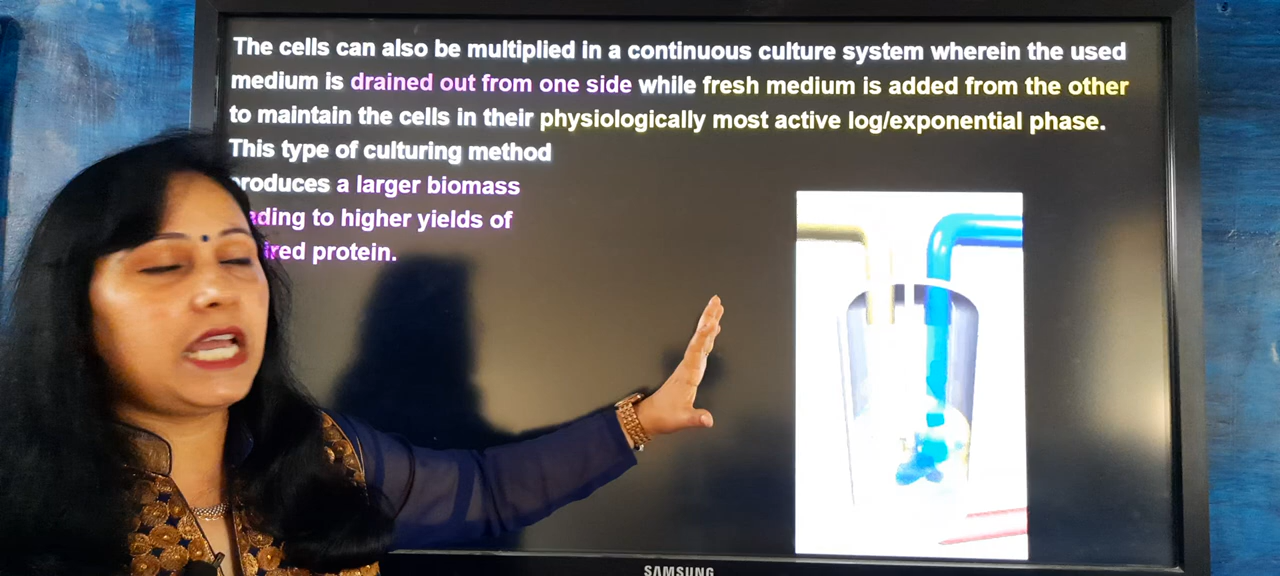 The cells can also be multiplied in a continuous culture system wherein the used
medium is drained out from one side while fresh medium is added from the other
to maintain the cells in their physiologically most active log/exponential phase.
This type of culturing method
produces a larger biomass
to higher yields of
protein.
SAMSUNG